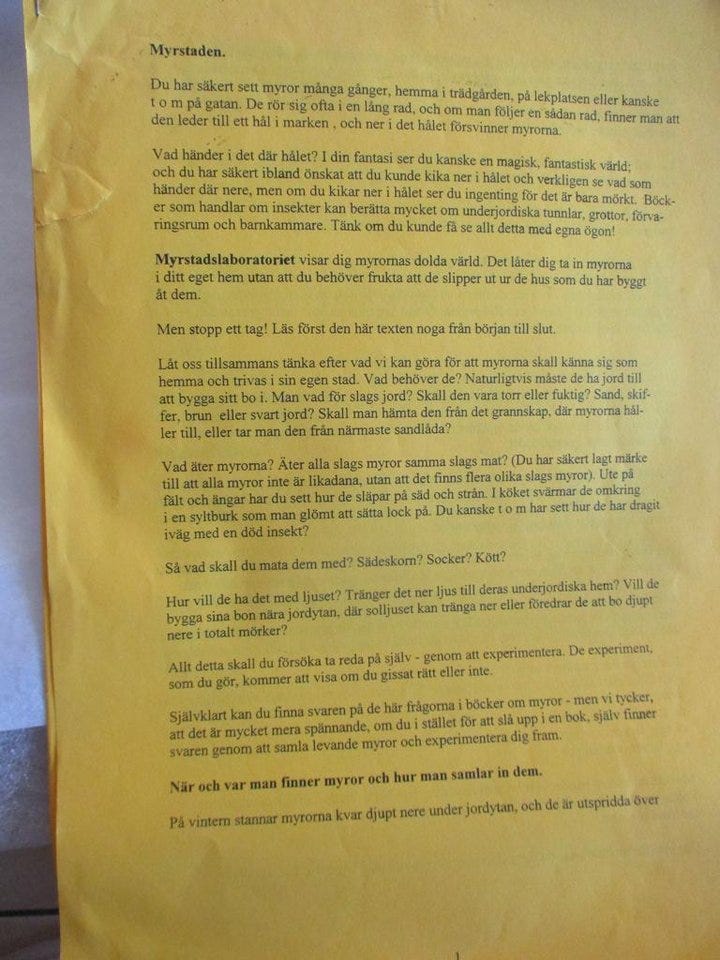 Myrstaden.
Du har säkert sett myror många gånger, hemma i trädgården, på lekplatsen eller kanske
t o m på gatan. De rör sig ofta i en lång rad, och om man följer en sådan rad, finner man att
den leder till ett hål i marken , och ner i det hålet försvinner myrorna.
Vad händer i det där hålet? I din fantasi ser du kanske en magisk, fantastisk värld;
och du har säkert ibland önskat att du kunde kika ner i hålet och verkligen se vad som
händer där nere, men om du kikar ner i hålet ser du ingenting för det är bara mörkt. Böck-
er som handlar om insekter kan berätta mycket om underjordiska tunnlar, grottor, förva-
ringsrum och barnkammare. Tänk om du kunde få se allt detta med egna ögon!
Myrstadslaboratoriet visar dig myrornas dolda värld. Det låter dig ta in myrorna
i ditt eget hem utan att du behöver frukta att de slipper ut ur de hus som du har byggt
åt dem.
Men stopp ett tag! Läs först den här texten noga från början till slut.
Låt oss tillsammans tänka efter vad vi kan göra för att myrorna skall känna sig som
hemma och trivas i sin egen stad. Vad behöver de? Naturligtvis måste de ha jord till
att bygga sitt bo i. Man vad för slags jord? Skall den vara torr eller fuktig? Sand, skif-
fer, brun eller svart jord? Skall man hämta den från det grannskap, där myrorna hål-
ler till, eller tar man den från närmaste sandlåda?
Vad äter myrorna? Äter alla slags myror samma slags mat? (Du har säkert lagt märke
till att alla myror inte är likadana, utan att det finns flera olika slags myror). Ute på
fält och ängar har du sett hur de släpar på säd och strån. I köket svärmar de omkring
i en syltburk som man glömt att sätta lock på. Du kanske t o m har sett hur de har dragit
iväg med en död insekt?
Så vad skall du mata dem med? Sädeskorn? Socker? Kött?
Hur vill de ha det med ljuset? Tränger det ner ljus till deras underjordiska hem? Vill de
bygga sina bon nära jordytan, där solljuset kan tränga ner eller föredrar de att bo djupt
nere i totalt mörker?
Allt detta skall du försöka ta reda på själv - genom att experimentera. De experiment,
som du gör, kommer att visa om du gissat rätt eller inte.
Självklart kan du finna svaren på de här frågorna i böcker om myror - men vi tycker,
att det är mycket mera spännande, om du i stället för att slå upp i en bok, själv finner
svaren genom att samla levande myror och experimentera dig fram.
När och var man finner myror och hur man samlar in dem.
På vintern stannar myrorna kvar djupt nere under jordytan, och de är utspridda över